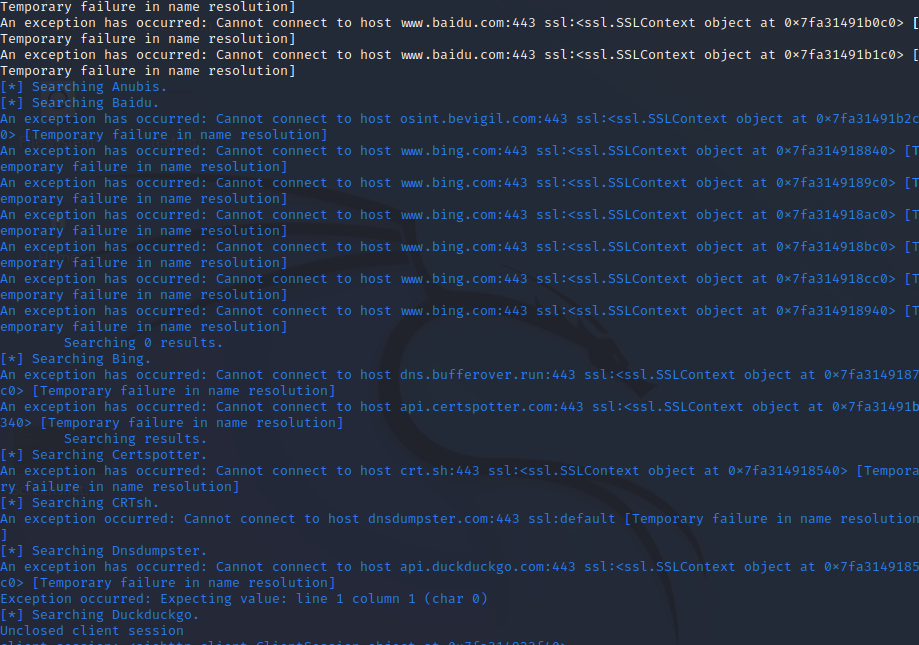 Temporary failure in name resolution]
An exception has occurred: Cannot connect to host www.baidu.com:443 ssl:<ssl.SSLContext object at 0×7fa31491b0c0> [
Temporary failure in name resolution]
An exception has occurred: Cannot connect to host www.baidu.com:443 ssl:<ssl.SSLContext object at 0×7fa31491b1c0> [
Temporary failure in name resolution]
[*] Searching Anubis.
[*] Searching Baidu.
An exception has occurred: Cannot connect to host osint.bevigil.com:443 ssl:<ssl.SSLContext object at 0×7fa31491b2c
0> [Temporary failure in name resolution]
An exception has occurred: Cannot connect to host www.bing.com:443 ssl:<ssl.SSLContext object at 0×7fa314918840> [T
emporary failure in name resolution]
An exception has occurred: Cannot connect to host www.bing.com:443 ssl:<ssl.SSLContext object at 0×7fa3149189c0> [T
emporary failure in name resolution]
An exception has occurred: Cannot connect to host www.bing.com:443 ssl:<ssl.SSLContext object at 0×7fa314918ac0> [T
emporary failure in name resolution]
An exception has occurred: Cannot connect to host www.bing.com:443 ssl:<ssl.SSLContext object at 0×7fa314918bc0> [T
emporary failure in name resolution]
An exception has occurred: Cannot connect to host www.bing.com:443 ssl:<ssl.SSLContext object at 0×7fa314918cc0> [T
emporary failure in name resolution]
An exception has occurred: Cannot connect to host www.bing.com:443 ssl:<ssl.SSLContext object at 0×7fa314918940> [T
emporary failure in name resolution]
Searching 0 results.
[*] Searching Bing.
An exception has occurred: Cannot connect to host dns.bufferover.run:443 ssl:<ssl.SSLContext object at 0×7fa3149187
c0> [Temporary failure in name resolution]
An exception has occurred: Cannot connect to host api.certspotter.com:443 ssl:<ssl.SSLContext object at 0×7fa31491b
340> [Temporary failure in name resolution]
Searching results.
[*] Searching Certspotter.
An exception has occurred: Cannot connect to host crt.sh:443 ssl:<ssl.SSLContext object at 0×7fa314918540> [Tempora
ry failure in name resolution]
[*] Searching CRTsh.
An exception occurred: Cannot connect to host dnsdumpster.com:443 ssl:default [Temporary failure in name resolution
]
[*] Searching Dnsdumpster.
An exception has occurred: Cannot connect to host api.duckduckgo.com:443 ssl:<ssl.SSLContext object at 0×7fa3149185
c0> [Temporary failure in name resolution]
Exception occurred: Expecting value: line 1 column 1 (char 0)
[*] Searching Duckduckgo.
Unclosed client session